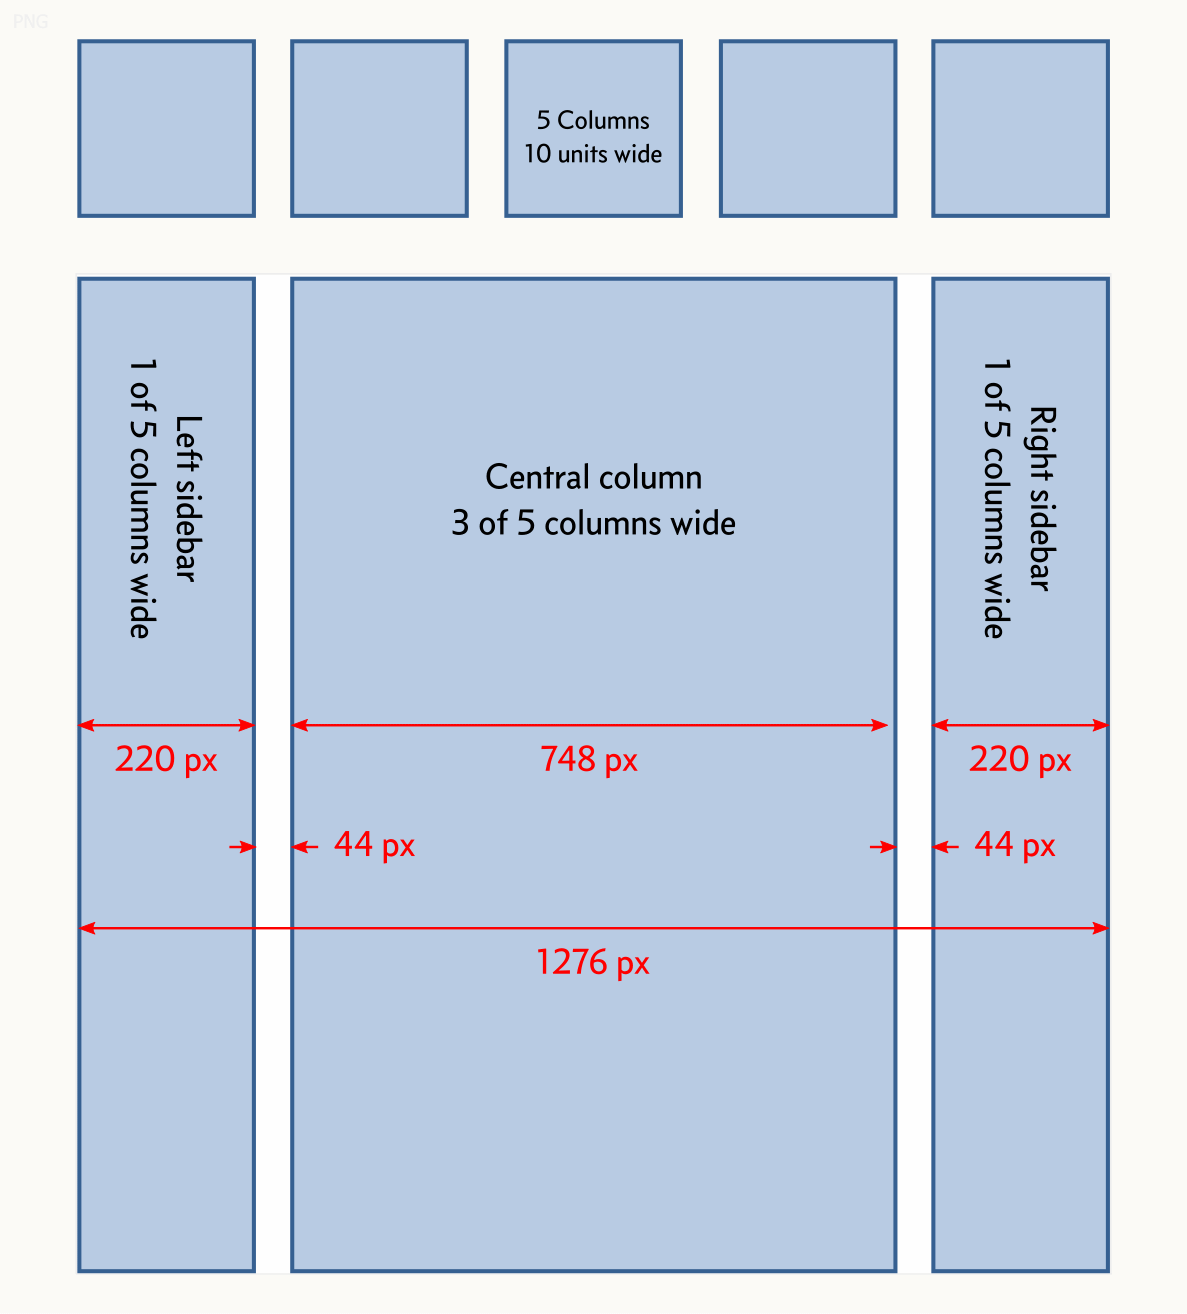 PNG
5 Columns
10 units wide
Left sidebar
1 of 5 columns wide
Central column
3 of 5 columns wide
Right sidebar
1 of 5 columns wide
220 px
748 px
220 px
44 px
44 px
1276 px